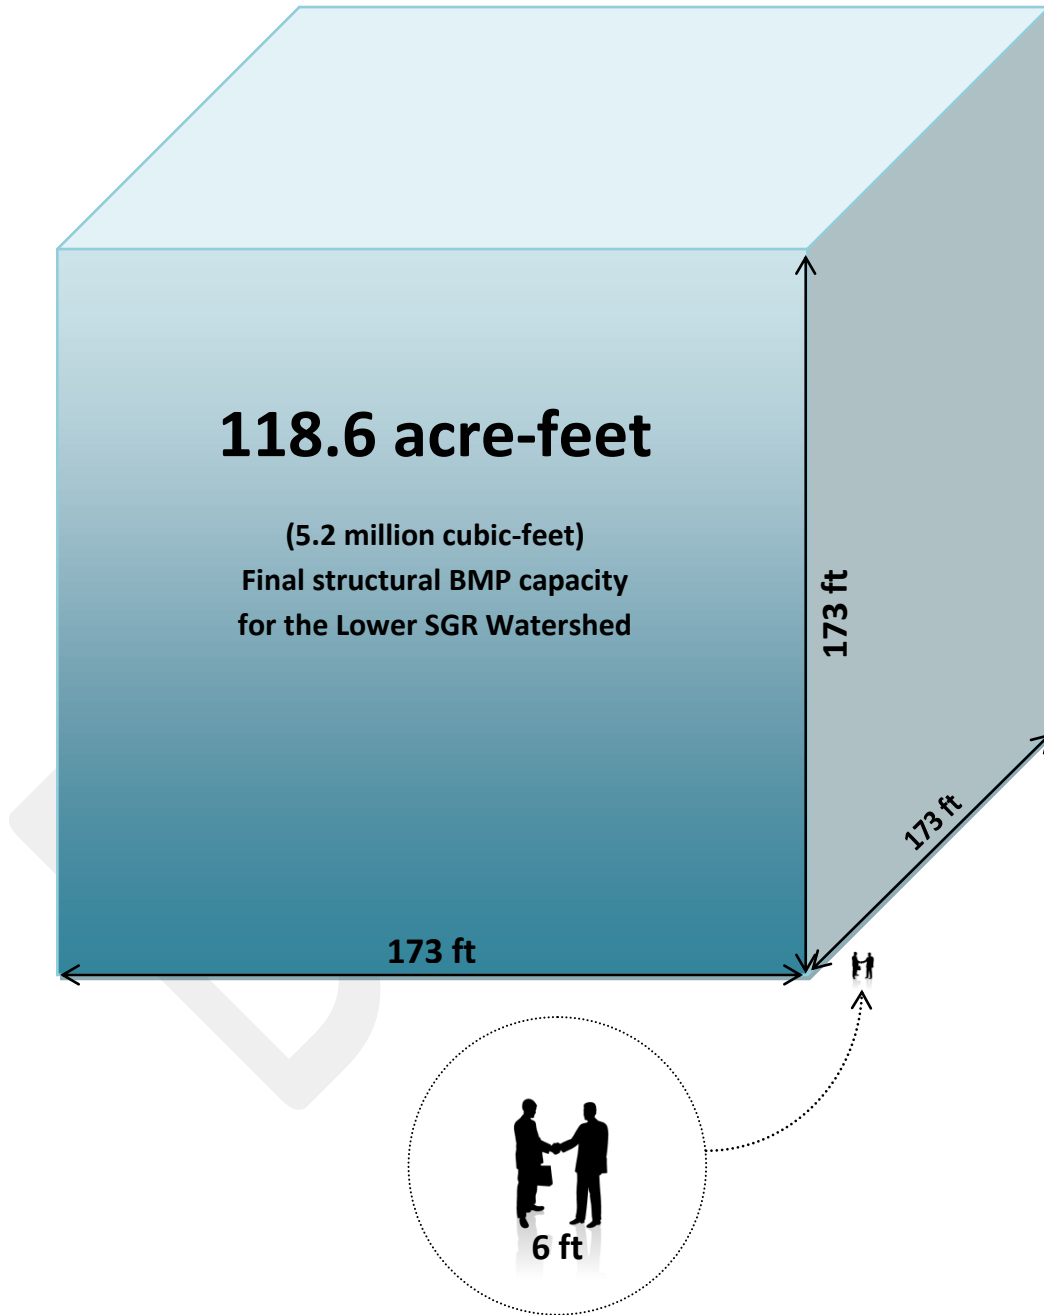 118.6 acre-feet
(5.2 million cubic-feet)
Final structural BMP capacity
for the Lower SGR Watershed
173 ft
173 ft
173 ft
6 ft